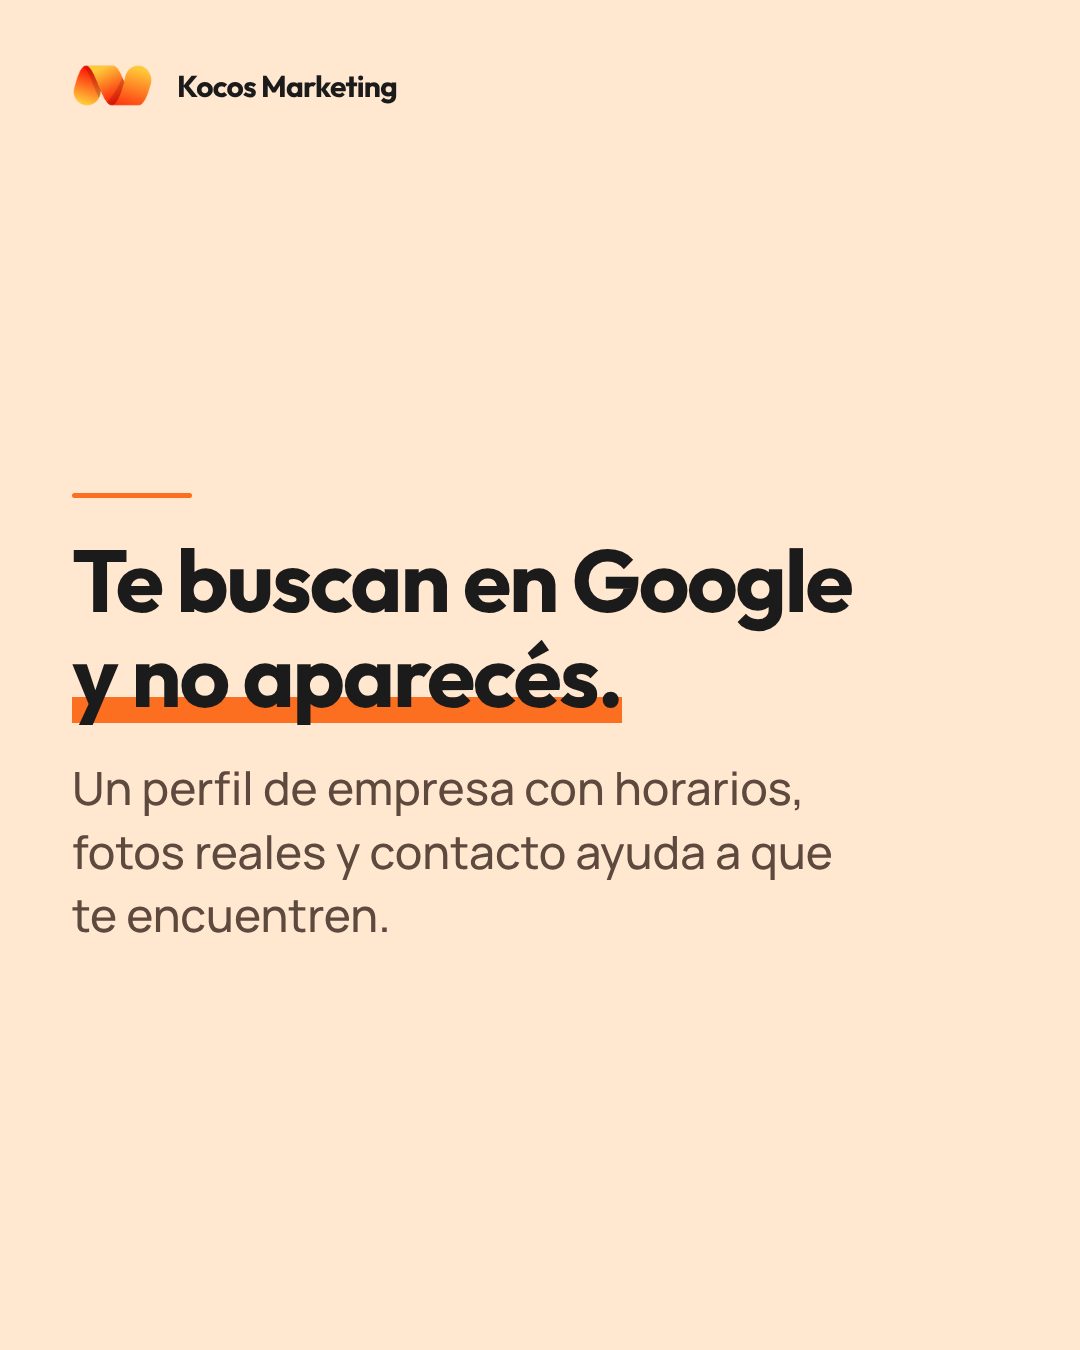 Kocos Marketing
Te buscan en Google
y no aparecés.
Un perfil de empresa con horarios,
fotos reales y contacto ayuda a que
te encuentren.